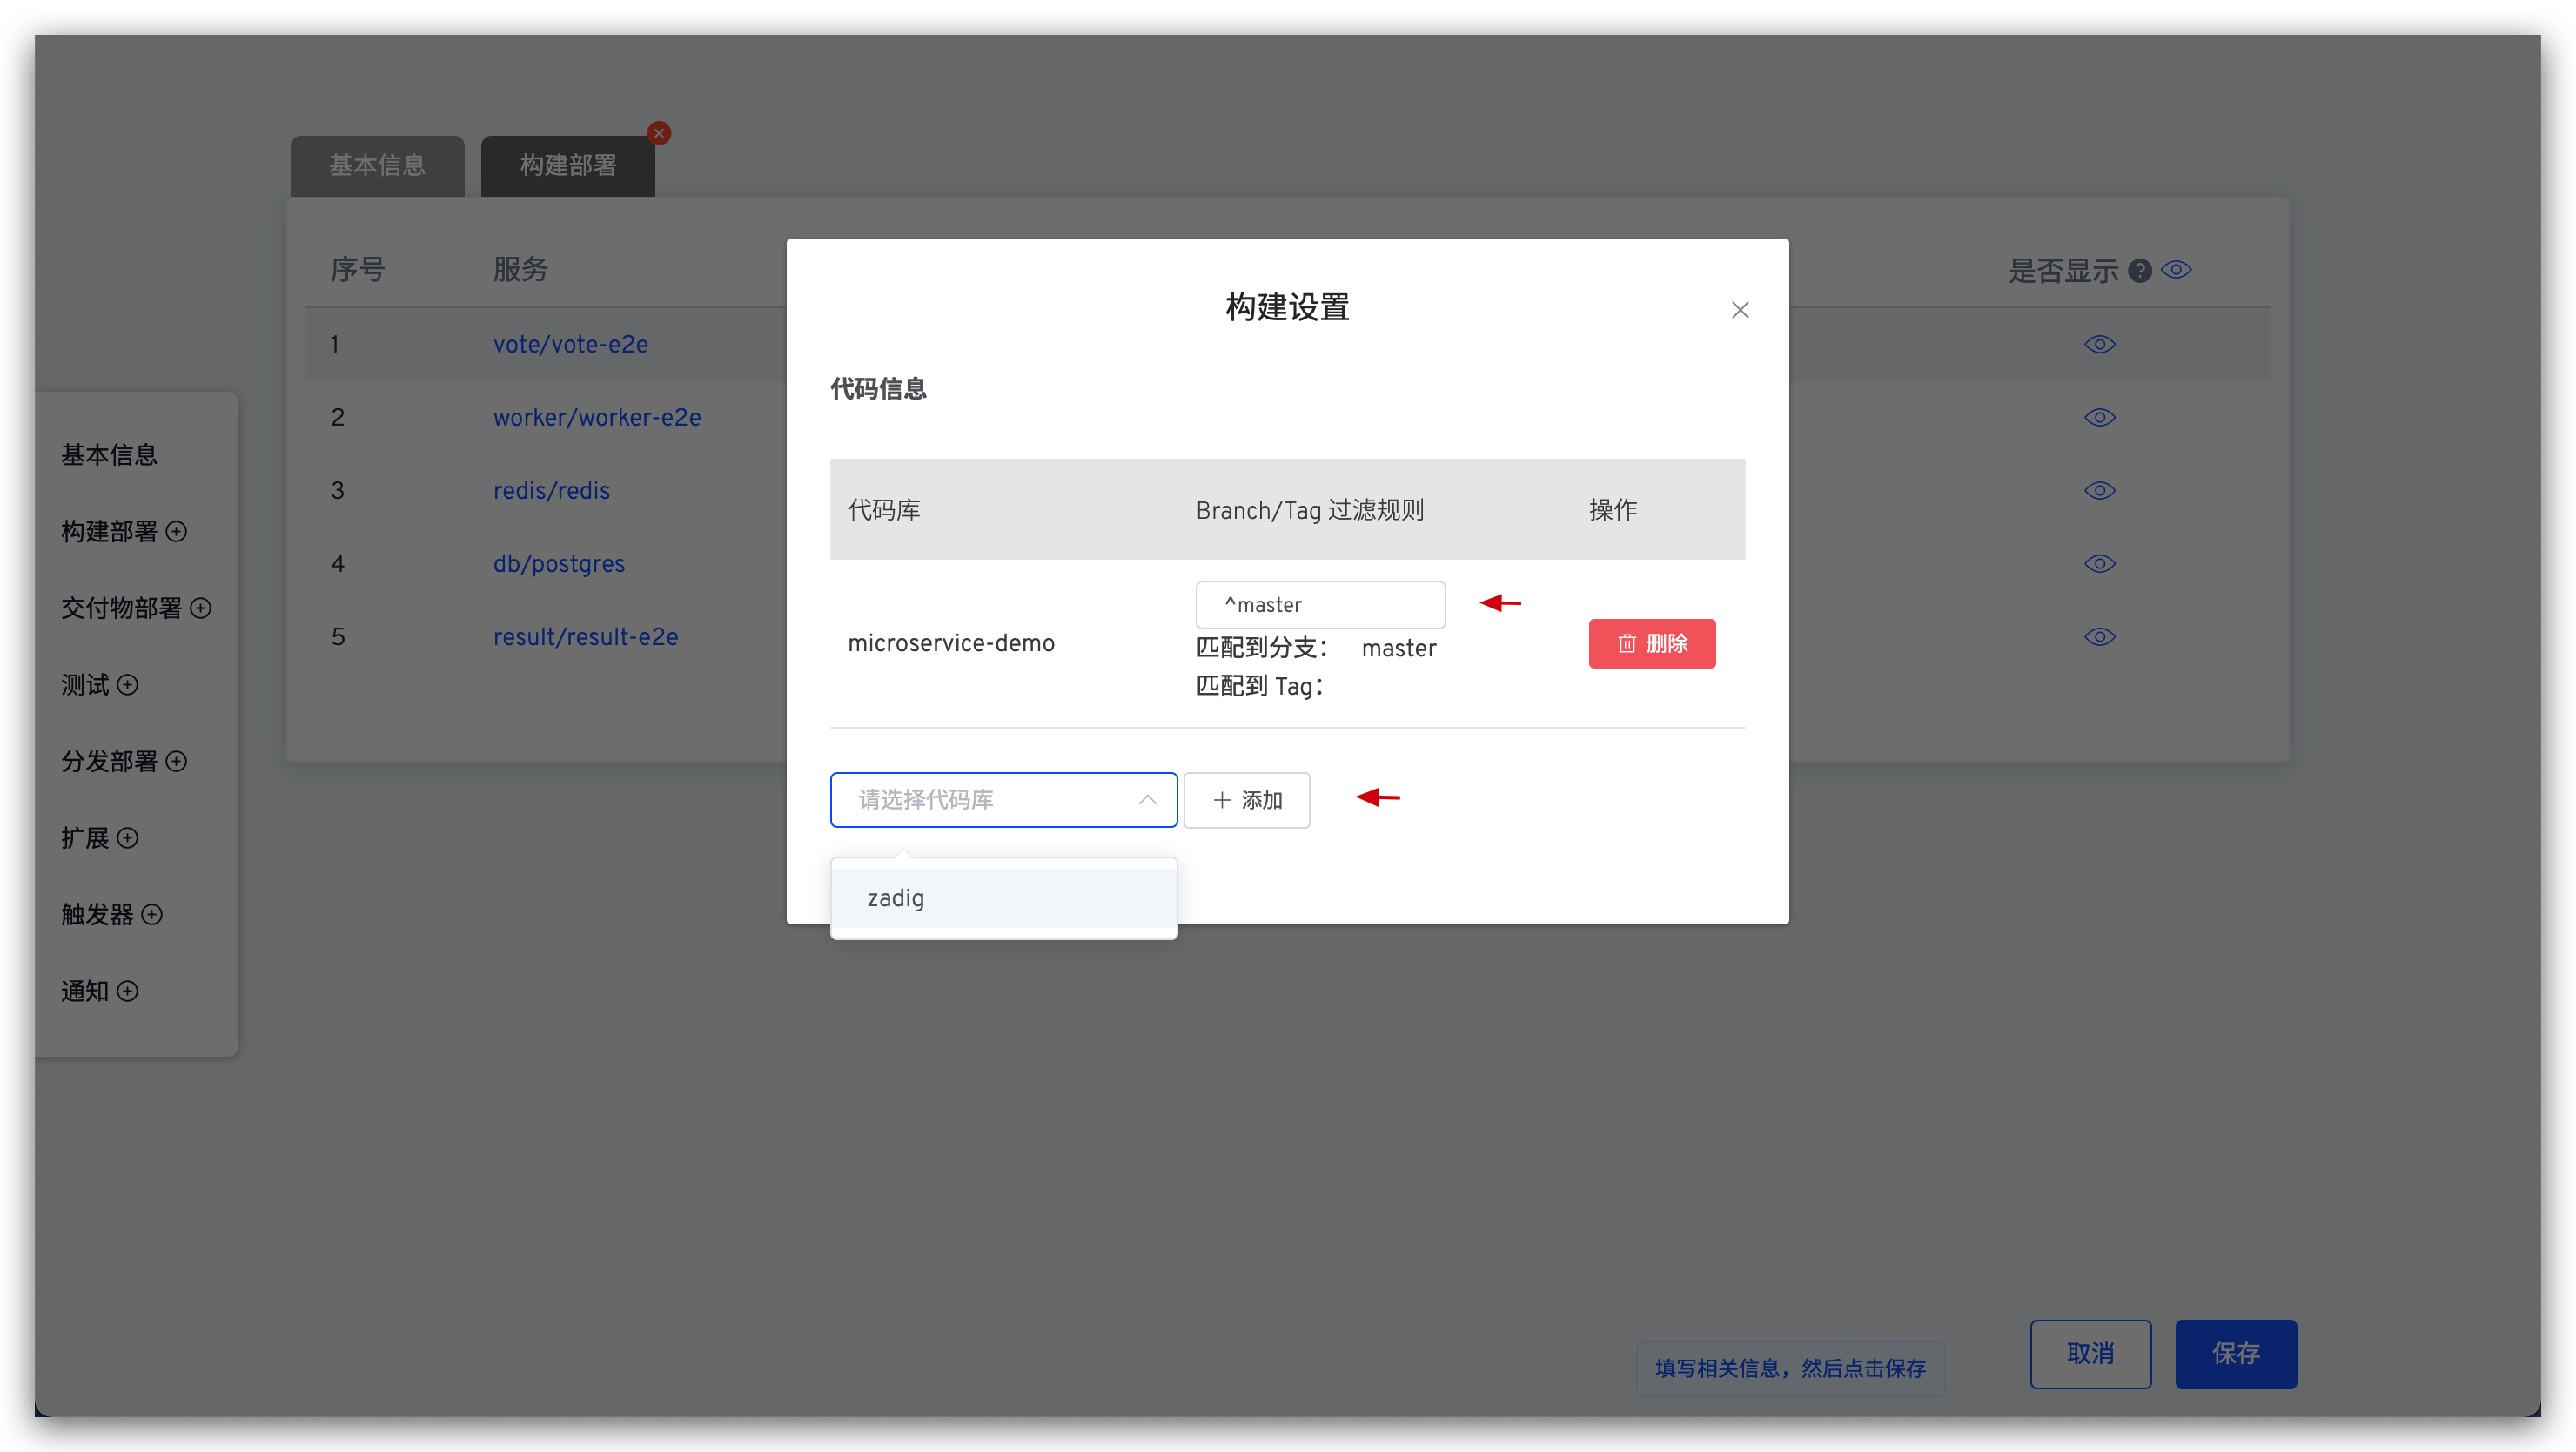 基本信息
构建部署
序号
服务
是否显示
1
vote/vote-e2e
2
worker/worker-e2e
3
redis/redis
4
db/postgres
5
result/result-e2e
基本信息
构建部署
交付物部署
测试
分发部署
扩展
触发器
通知
构建设置
代码信息
代码库
Branch/Tag 过滤规则
操作
microservice-demo
^master
匹配到分支： master
匹配到 Tag：
删除
请选择代码库
添加
zadig
填写相关信息，然后点击保存
取消
保存